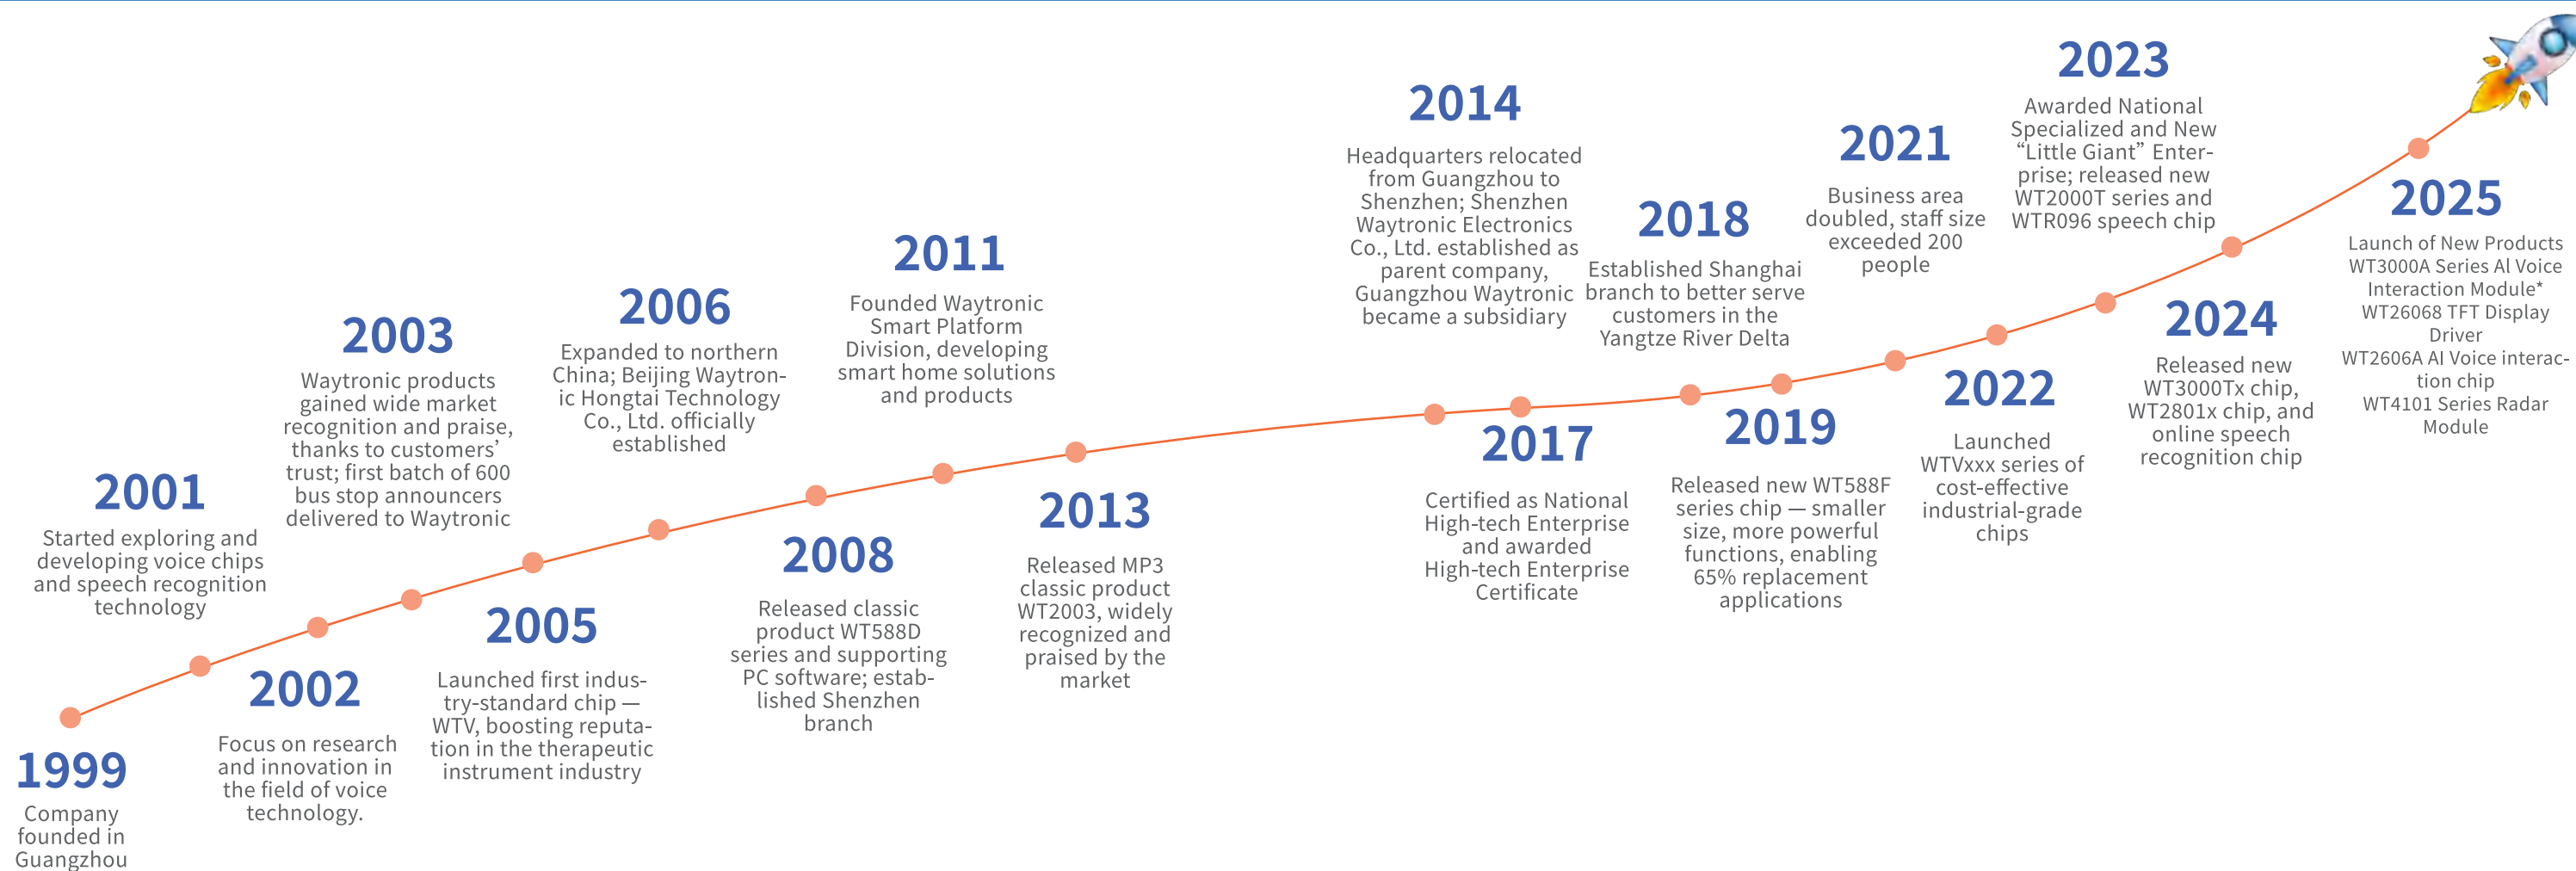 1999
Company
founded in
Guangzhou
2001
Started exploring and
developing voice chips
and speech recognition
technology
2002
Focus on research
and innovation in
the field of voice
technology.
2003
Waytronic products
gained wide market
recognition and praise,
thanks to customers’
trust; first batch of 600
bus stop announcers
delivered to Waytronic
2005
Launched first indus-
try-standard chip —
WTV, boosting reputa-
tion in the therapeutic
instrument industry
2006
Expanded to northern
China; Beijing Waytron-
ic Hongtai Technology
Co., Ltd. officially
established
2008
Released classic
product WT588D
series and supporting
PC software; estab-
lished Shenzhen
branch
2011
Founded Waytronic
Smart Platform
Division, developing
smart home solutions
and products
2013
Released MP3
classic product
WT2003, widely
recognized and
praised by the
market
2014
Headquarters relocated
from Guangzhou to
Shenzhen; Shenzhen
Waytronic Electronics
Co., Ltd. established as
parent company,
Guangzhou Waytronic
became a subsidiary
2017
Certified as National
High-tech Enterprise
and awarded
High-tech Enterprise
Certificate
2018
Established Shanghai
branch to better serve
customers in the
Yangtze River Delta
2019
Released new WT588F
series chip — smaller
size, more powerful
functions, enabling
65% replacement
applications
2021
Business area
doubled, staff size
exceeded 200
people
2022
Launched
WTVxxx series of
cost-effective
industrial-grade
chips
2023
Awarded National
Specialized and New
“Little Giant” Enter-
prise; released new
WT2000T series and
WTR096 speech chip
2024
Released new
WT3000Tx chip,
WT2801x chip, and
online speech
recognition chip
2025
Launch of New Products
WT3000A Series Al Voice
Interaction Module*
WT26068 TFT Display
Driver
WT2606A AI Voice interac-
tion chip
WT4101 Series Radar
Module